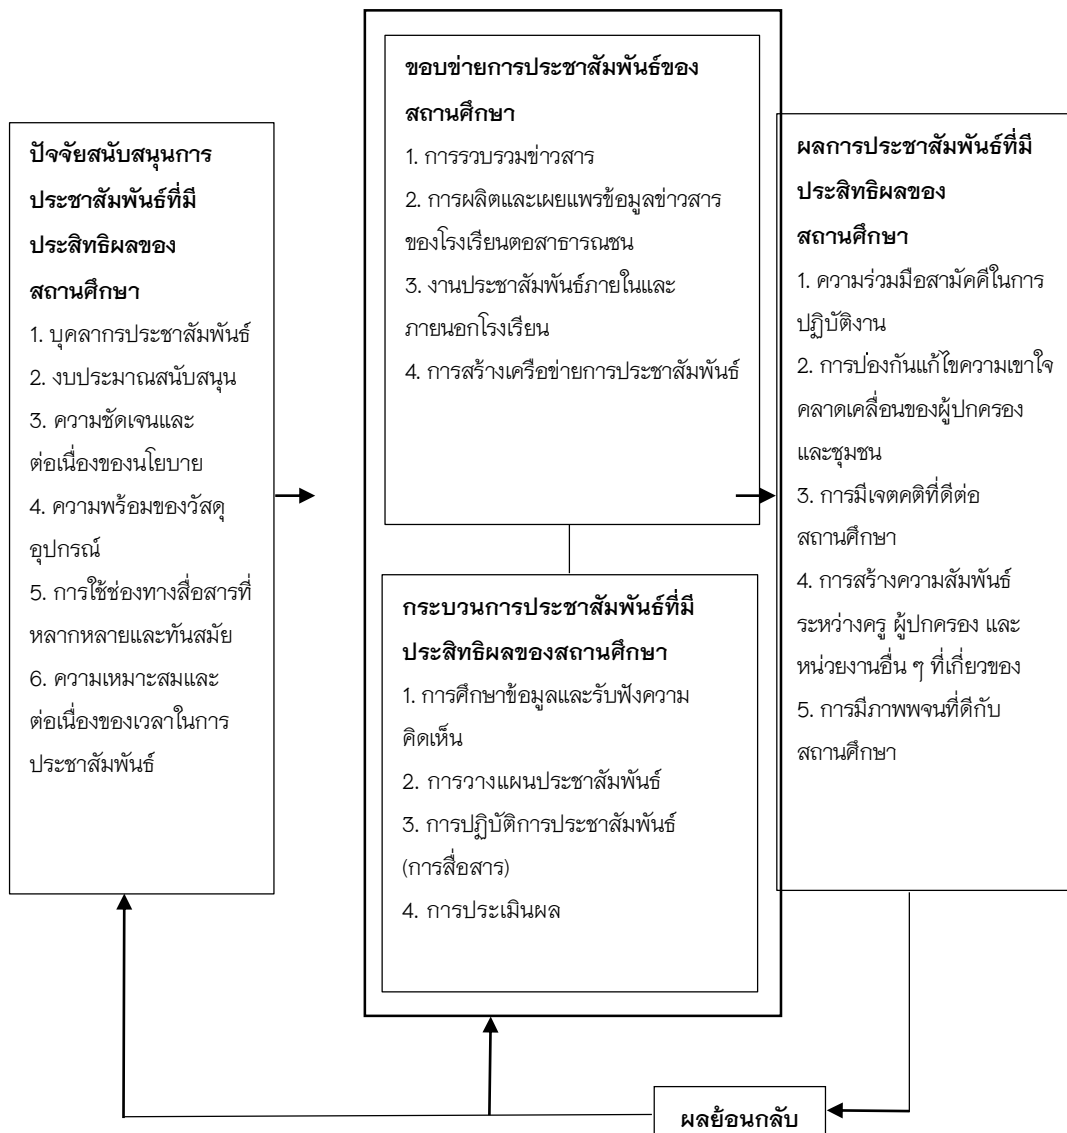 ปัจจัยสนับสนุนการ
ประชาสัมพันธ์ที่มี
ประสิทธิผลของ
สถานศึกษา
1. บุคลากรประชาสัมพันธ์
2. งบประมาณสนับสนุน
3. ความชัดเจนและ
ต่อเนื่องของนโยบาย
4. ความพร้อมของวัสดุ
อุปกรณ์
5. การใช้ช่องทางสื่อสารที่
หลากหลายและทันสมัย
6. ความเหมาะสมและ
ต่อเนื่องของเวลาในการ
ประชาสัมพันธ์
ขอบข่ายการประชาสัมพันธ์ของ
สถานศึกษา
1. การรวบรวมข่าวสาร
2. การผลิตและเผยแพรข้อมูลข่าวสาร
ของโรงเรียนตอสาธารณชน
3. งานประชาสัมพันธ์ภายในและ
ภายนอกโรงเรียน
4. การสร้างเครือข่ายการประชาสัมพันธ์
กระบวนการประชาสัมพันธ์ที่มี
ประสิทธิผลของสถานศึกษา
1. การศึกษาข้อมูลและรับฟังความ
คิดเห็น
2. การวางแผนประชาสัมพันธ์
3. การปฏิบัติการประชาสัมพันธ์
(การสื่อสาร)
4. การประเมินผล
ผลการประชาสัมพันธ์ที่มี
ประสิทธิผลของ
สถานศึกษา
1. ความร่วมมือสามัคคีในการ
ปฏิบัติงาน
2. การป่องกันแก้ไขความเขาใจ
คลาดเคลื่อนของผู้ปกครอง
และชุมชน
3. การมีเจตคติที่ดีต่อ
สถานศึกษา
4. การสร้างความสัมพันธ์
ระหว่างครู ผู้ปกครอง และ
หน่วยงานอื่น ๆ ที่เกี่ยวของ
5. การมีภาพพจนที่ดีกับ
สถานศึกษา
ผลย้อนกลับ